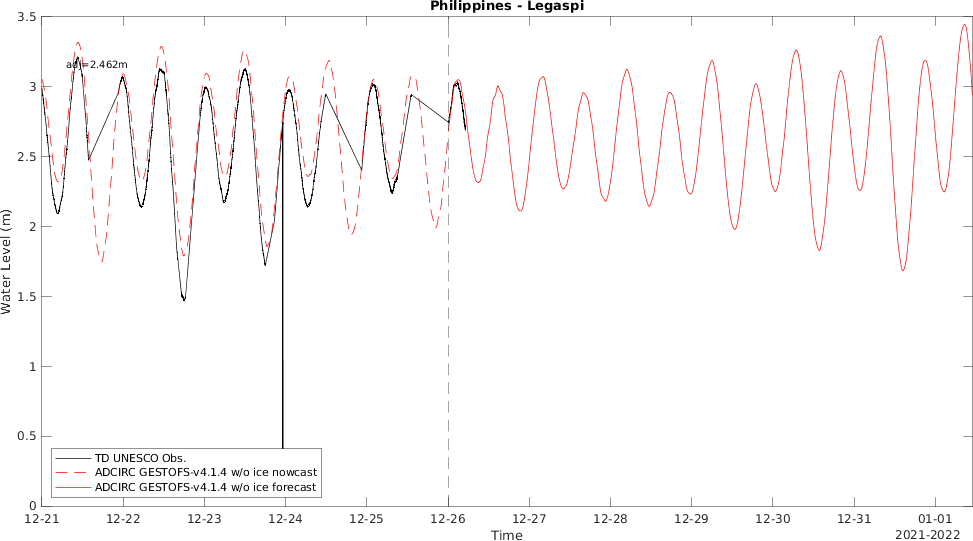 Philippines - Legaspi
3.5
3
2.5
2
1.5
1
0.5
0
Water Level (m)
=2.462m
TD UNESCO Obs.
ADCIRC GESTOFS-v4.1.4 w/o ice nowcast
ADCIRC GESTOFS-v4.1.4 w/o ice forecast
12-21 12-22 12-23 12-24 12-25 12-26 12-27 12-28 12-29 12-30 12-31 01-01
Time
2021-2022